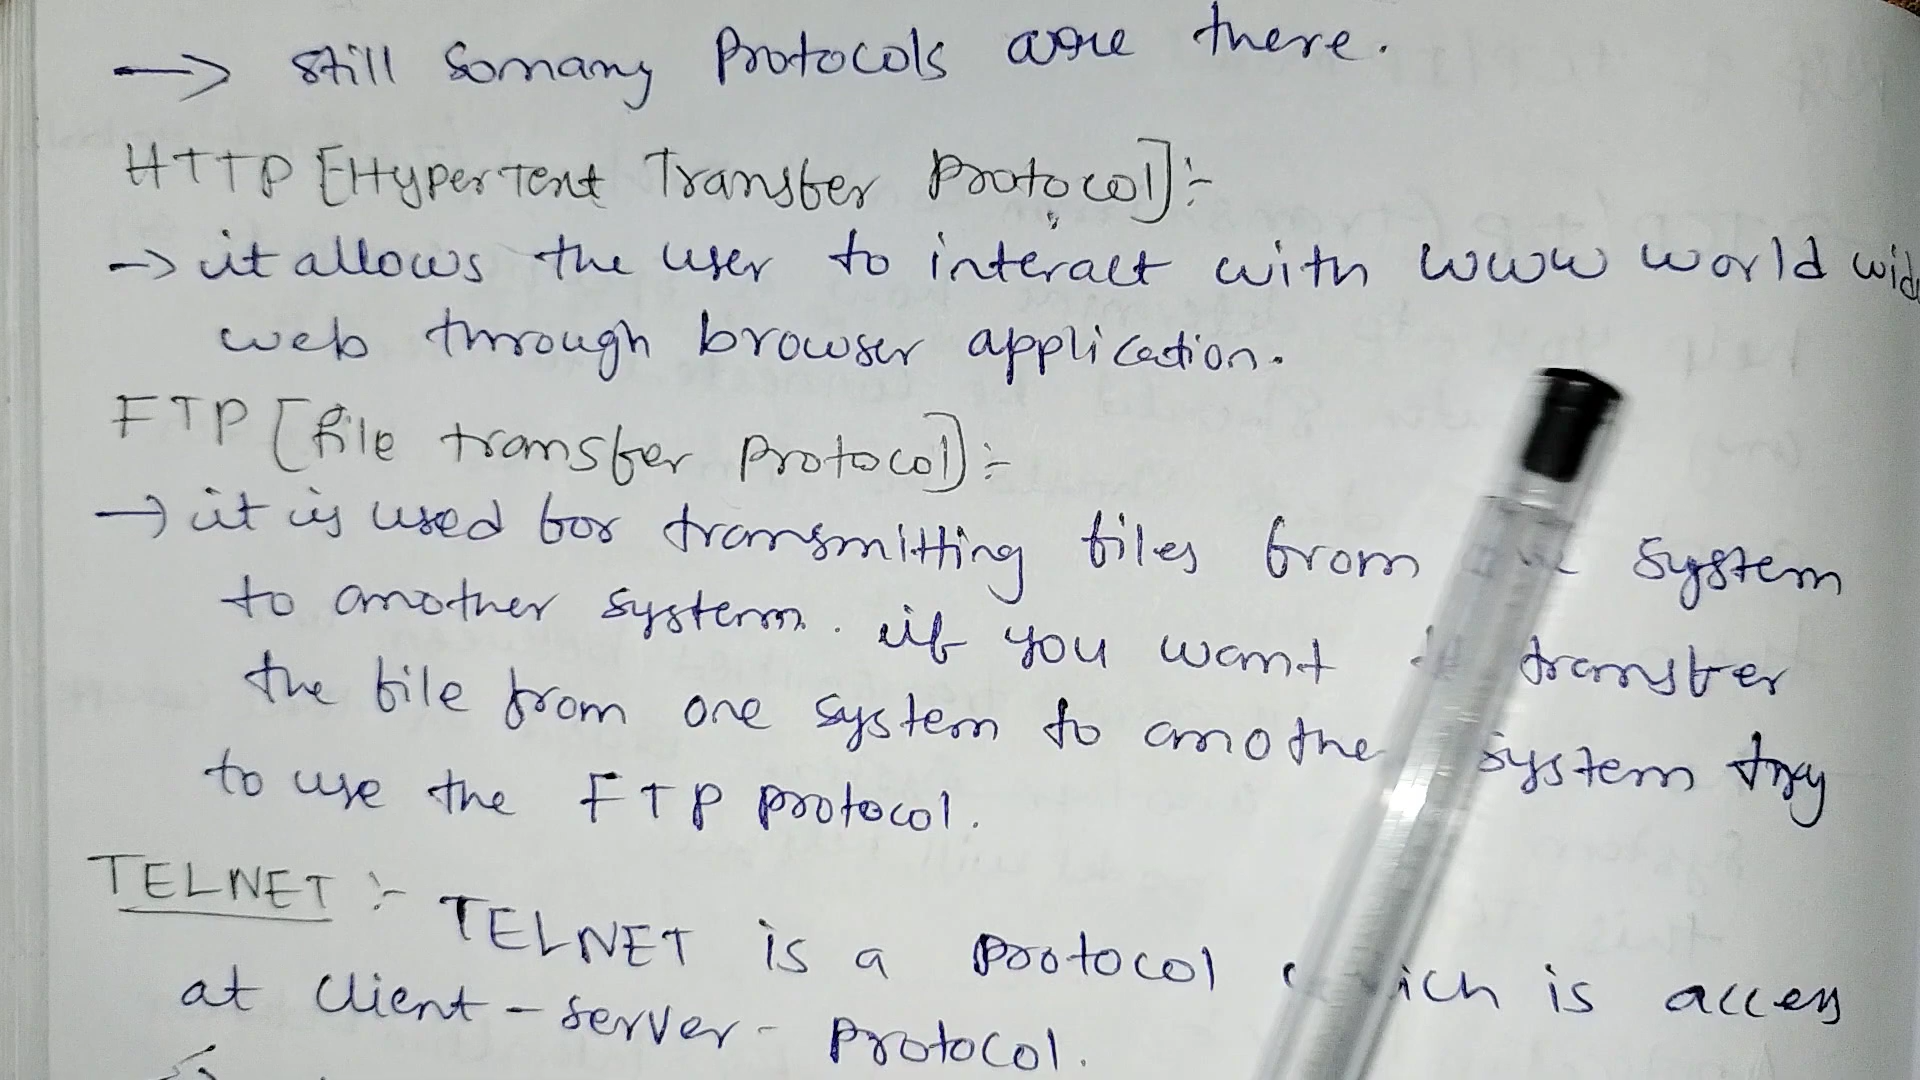 → still somany protocols are there.
HTTP [Hyper Text Transfer Protocol]:-
→ it allows the user to interact with www world wide
web through browser application.
FTP [file transfer protocol]:-
→ it is used for transmitting files from system
to another system. if you want transfer
the file from one system to another system try
to use the FTP protocol.
TELNET :- TELNET is a protocol which is access
at client-server-protocol.